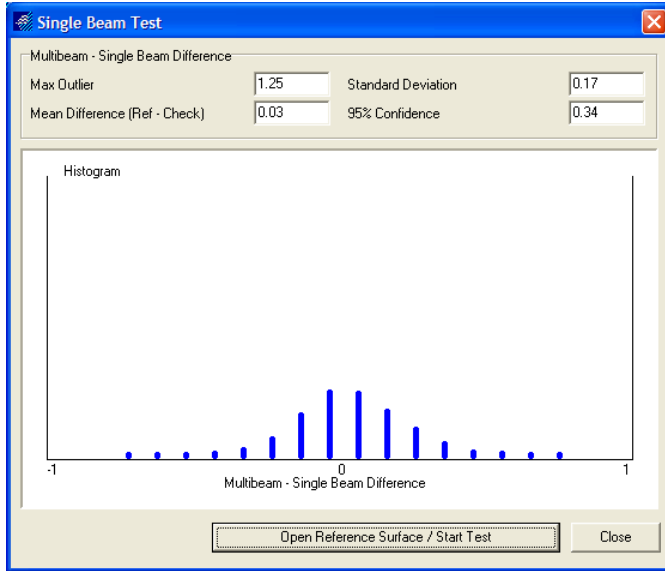 Single Beam Test
Multibeam - Single Beam Difference
Max Outlier 1.25 Standard Deviation 0.17
Mean Difference (Ref - Check) 0.03 95% Confidence 0.34
Histogram
-1 0 1
Multibeam - Single Beam Difference
Open Reference Surface / Start Test Close